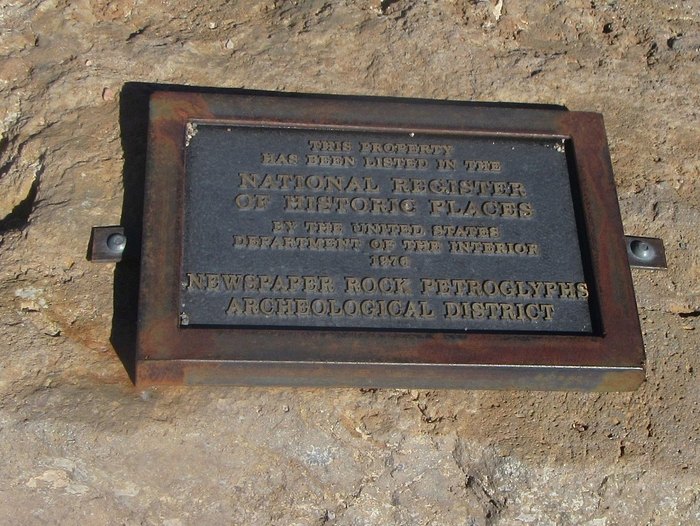 THIS PROPERTY
HAS BEEN LISTED IN THE
NATIONAL REGISTER
OF HISTORIC PLACES
BY THE UNITED STATES
DEPARTMENT OF THE INTERIOR
1976
NEWSPAPER ROCK PETROGLYPHS
ARCHEOLOGICAL DISTRICT